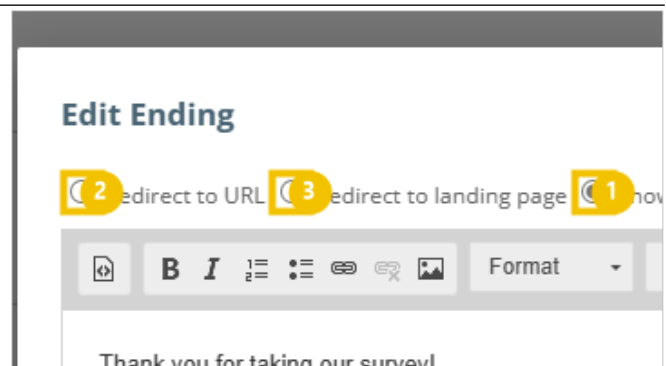 Edit Ending
2 edirect to URL 3 edirect to landing page 1
B I Format
Thank you for taking our survey!